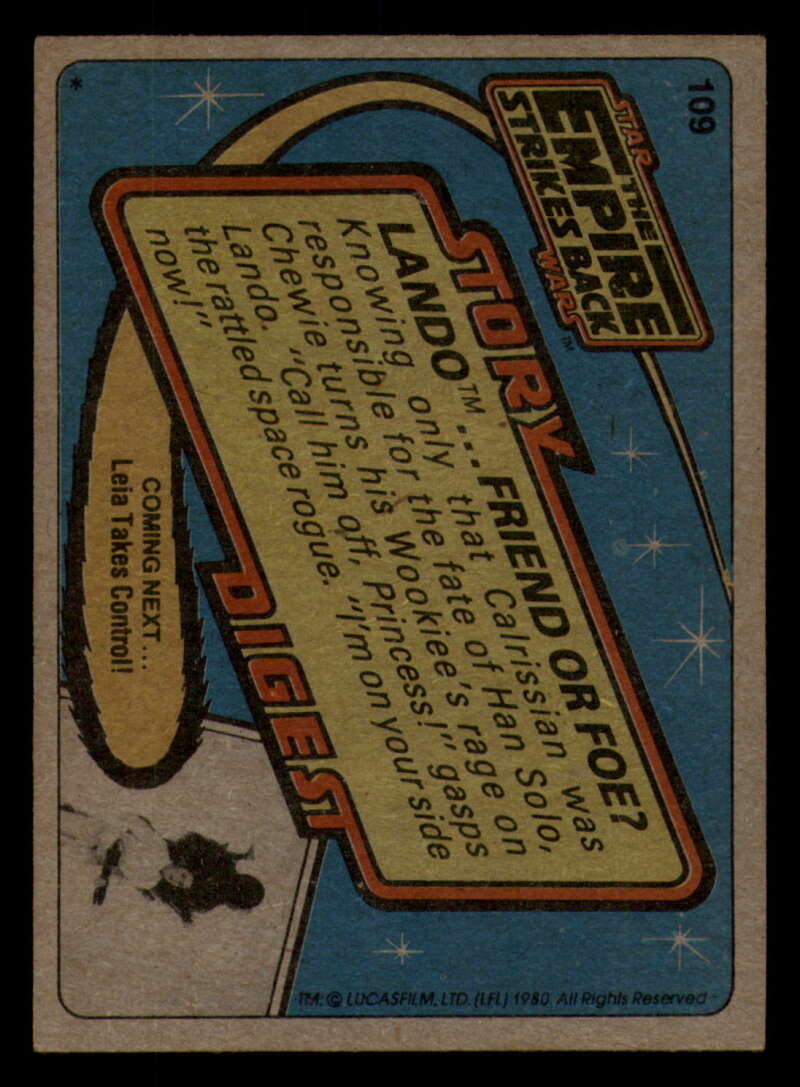 109
STAR
THE
EMPIRE
STRIKES BACK
WARS™
STORY
LANDO™... FRIEND OR FOE?
Knowing only that Calrissian was
responsible for the fate of Han Solo,
Chewie turns his Wookiee's rage on
Lando. "Call him off, Princess!" gasps
the rattled space rogue. "I'm on your side
now!"
DIGEST
COMING NEXT...
Leia Takes Control!
*
TM: © LUCASFILM, LTD. (LFL) 1980. All Rights Reserved